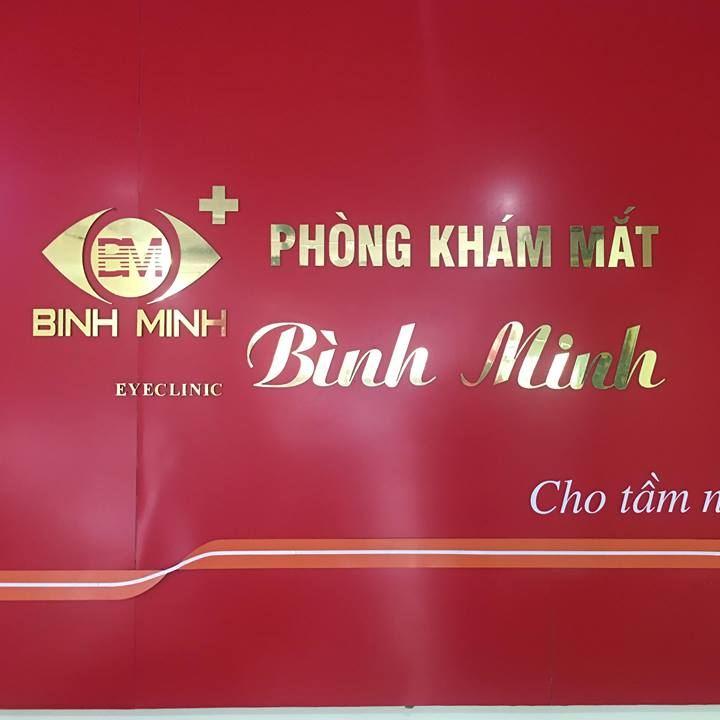 BM
BINH MINH
EYECLINIC
PHÒNG KHÁM MẮT
Bình Minh
Cho tầm